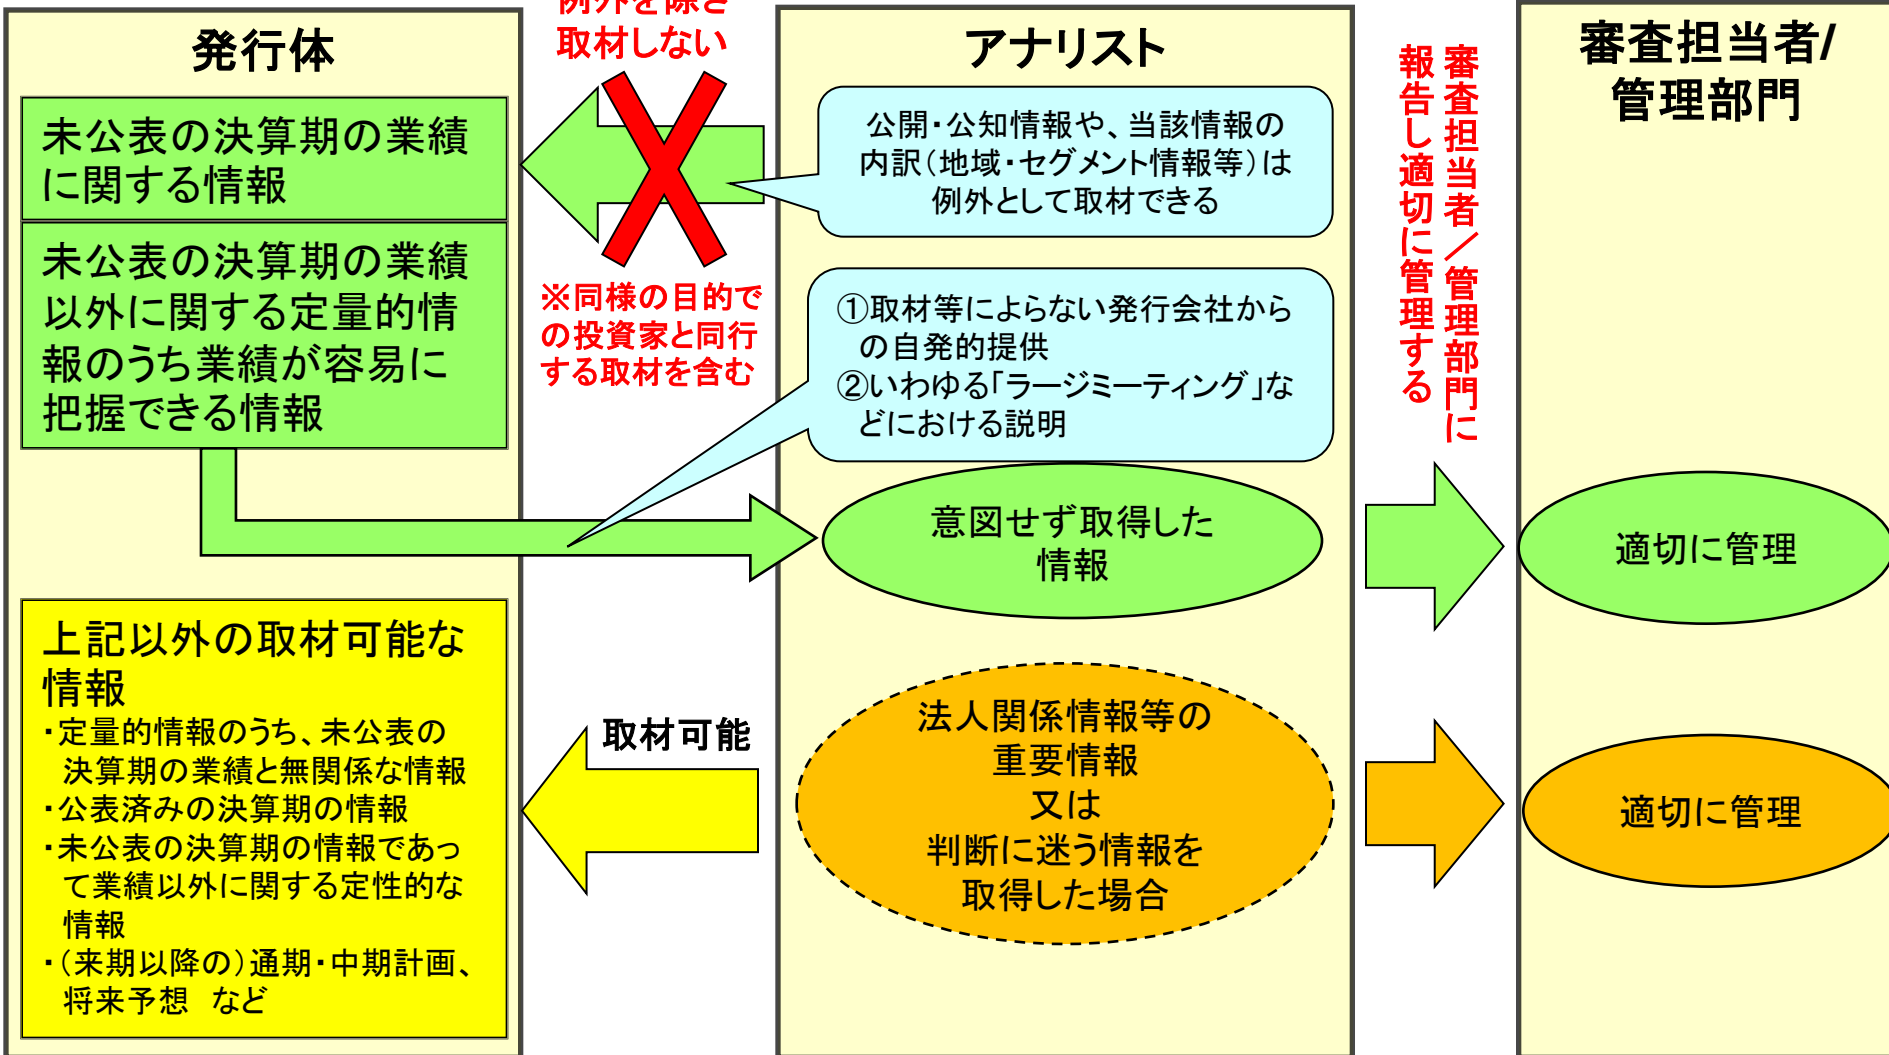 発行体
未公表の決算期の業績
に関する情報
未公表の決算期の業績
以外に関する定量的情
報のうち業績が容易に
把握できる情報
上記以外の取材可能な
情報
・定量的情報のうち、未公表の
決算期の業績と無関係な情報
・公表済みの決算期の情報
・未公表の決算期の情報であっ
て業績以外に関する定性的な
情報
・(来期以降の)通期・中期計画、
将来予想 など
例外を除き
取材しない
※同様の目的で
の投資家と同行
する取材を含む
取材可能
アナリスト
公開・公知情報や、当該情報の
内訳(地域・セグメント情報等)は
例外として取材できる
①取材等によらない発行会社から
の自発的提供
②いわゆる「ラージミーティング」な
どにおける説明
意図せず取得した
情報
法人関係情報等の
重要情報
又は
判断に迷う情報を
取得した場合
審査担当者/管理部門に
報告し適切に管理する
審査担当者/
管理部門
適切に管理
適切に管理